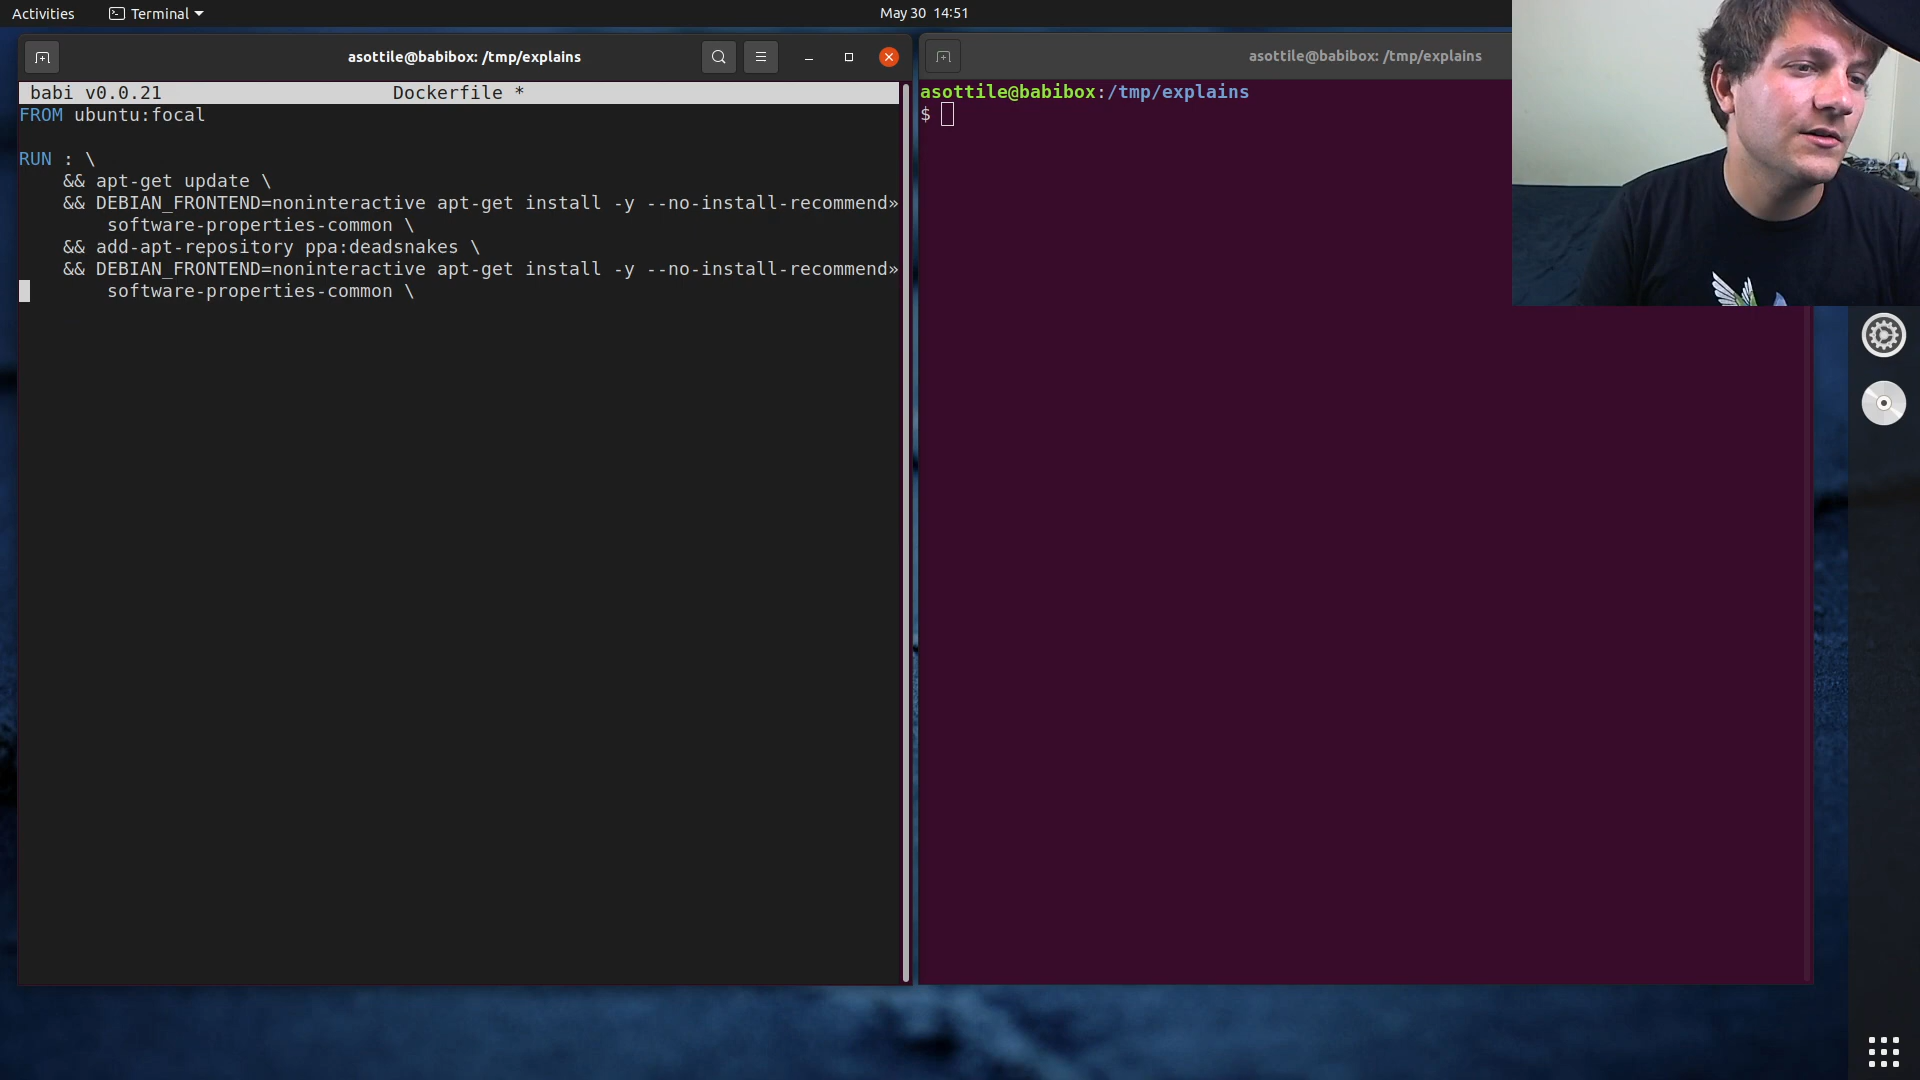 Activities
Terminal
May 30 14:51
asottile@babibox: /tmp/explains
babi v0.0.21 Dockerfile *
FROM ubuntu:focal
RUN : \
&& apt-get update \
&& DEBIAN_FRONTEND=noninteractive apt-get install -y --no-install-recommend»
software-properties-common \
&& add-apt-repository ppa:deadsnakes \
&& DEBIAN_FRONTEND=noninteractive apt-get install -y --no-install-recommend»
software-properties-common \
asottile@babibox: /tmp/explains
asottile@babibox:/tmp/explains
$